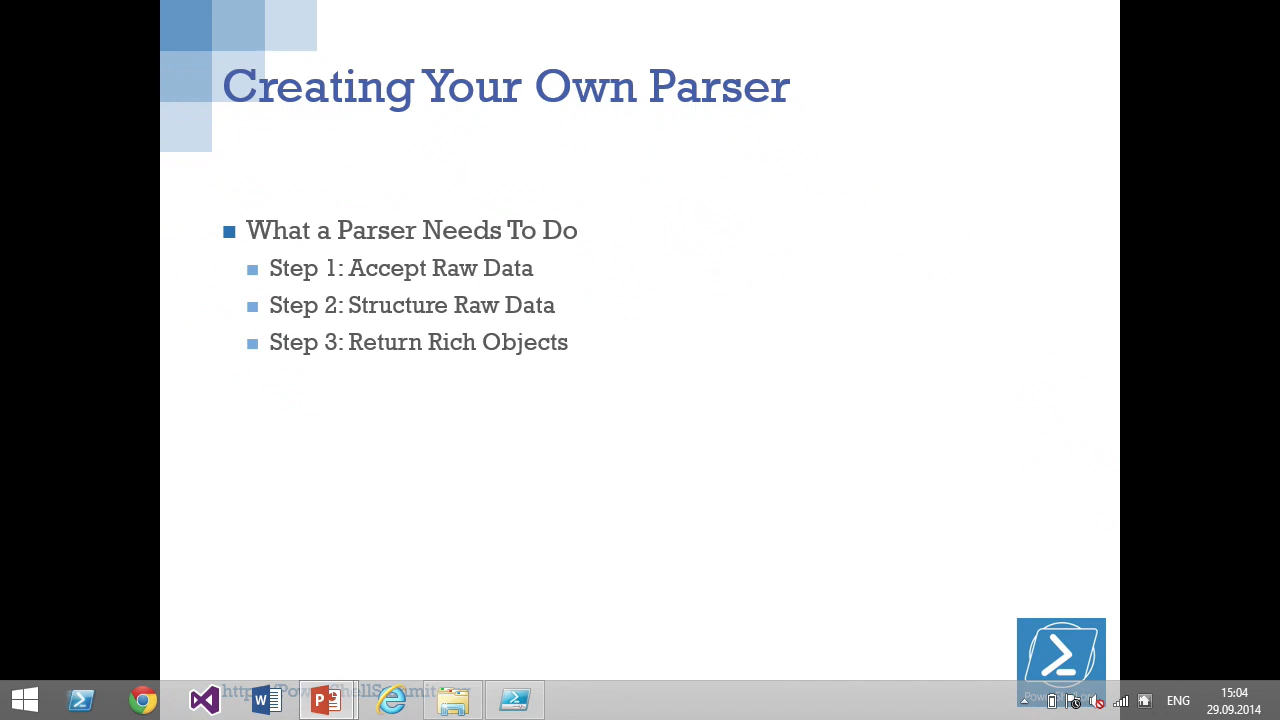 Creating Your Own Parser
What a Parser Needs To Do
Step 1: Accept Raw Data
Step 2: Structure Raw Data
Step 3: Return Rich Objects
ENG
15:04
29.09.2014